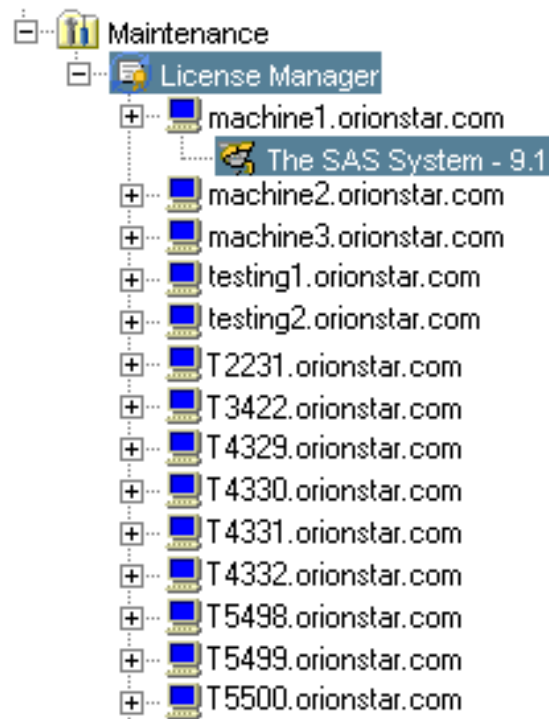 Maintenance
License Manager
machine1.orionstar.com
The SAS System - 9.1
machine2.orionstar.com
machine3.orionstar.com
testing1.orionstar.com
testing2.orionstar.com
T2231.orionstar.com
T3422.orionstar.com
T4329.orionstar.com
T4330.orionstar.com
T4331.orionstar.com
T4332.orionstar.com
T5498.orionstar.com
T5499.orionstar.com
T5500.orionstar.com